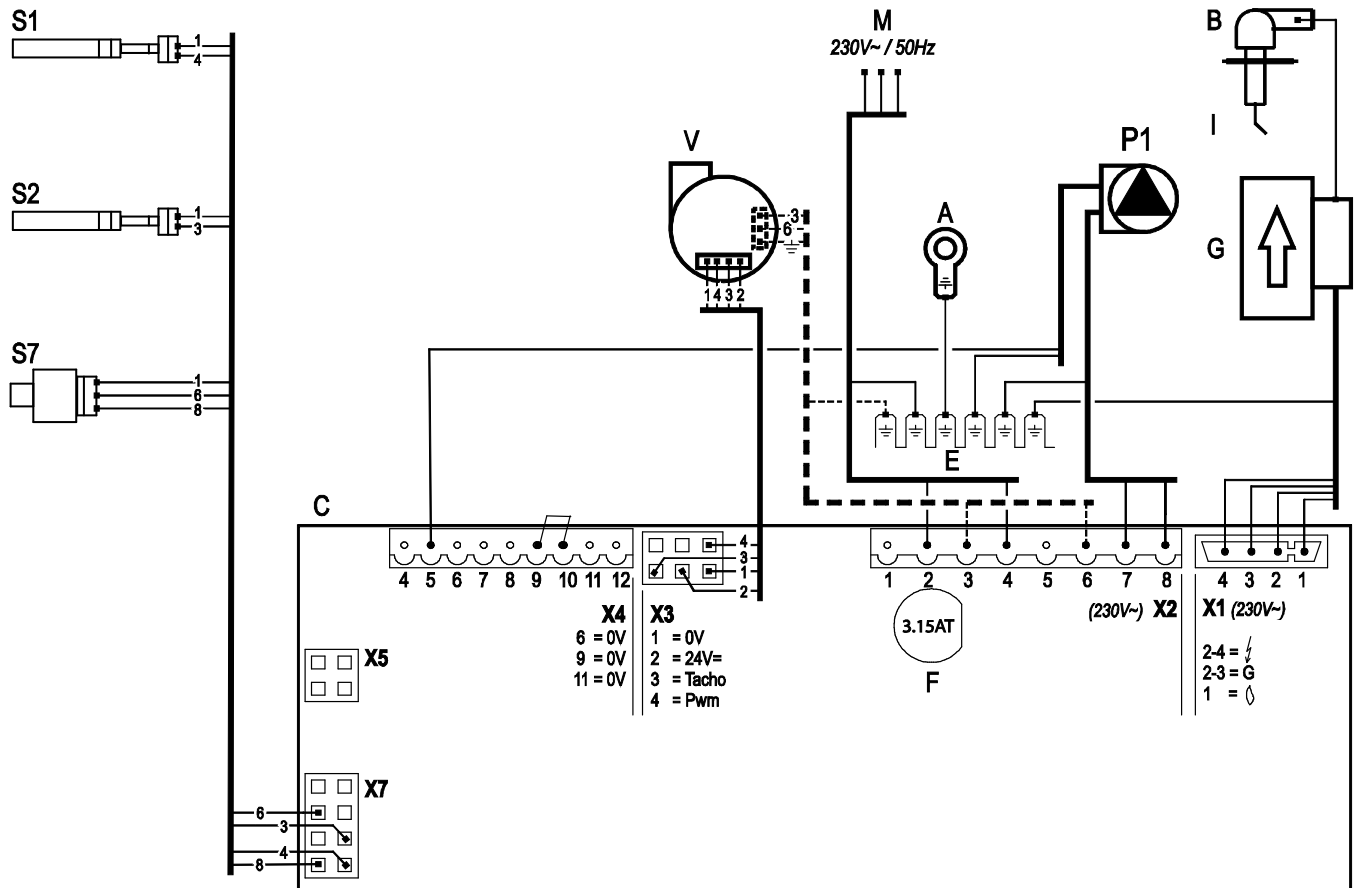 S1
1
4
S2
1
3
S7
1
6
8
V
3
6
1 4 3 2
M
230V~ / 50Hz
A
P1
B
I
G
E
C
4 5 6 7 8 9 10 11 12
4
3
1
2
1 2 3 4 5 6 7 8
4 3 2 1
X4
6 = 0V
9 = 0V
11 = 0V
X3
1 = 0V
2 = 24V=
3 = Tacho
4 = Pwm
3.15AT
F
(230V~) X2
X1 (230V~)
2-4 =
2-3 = G
1 =
X5
X7
6
3
4
8